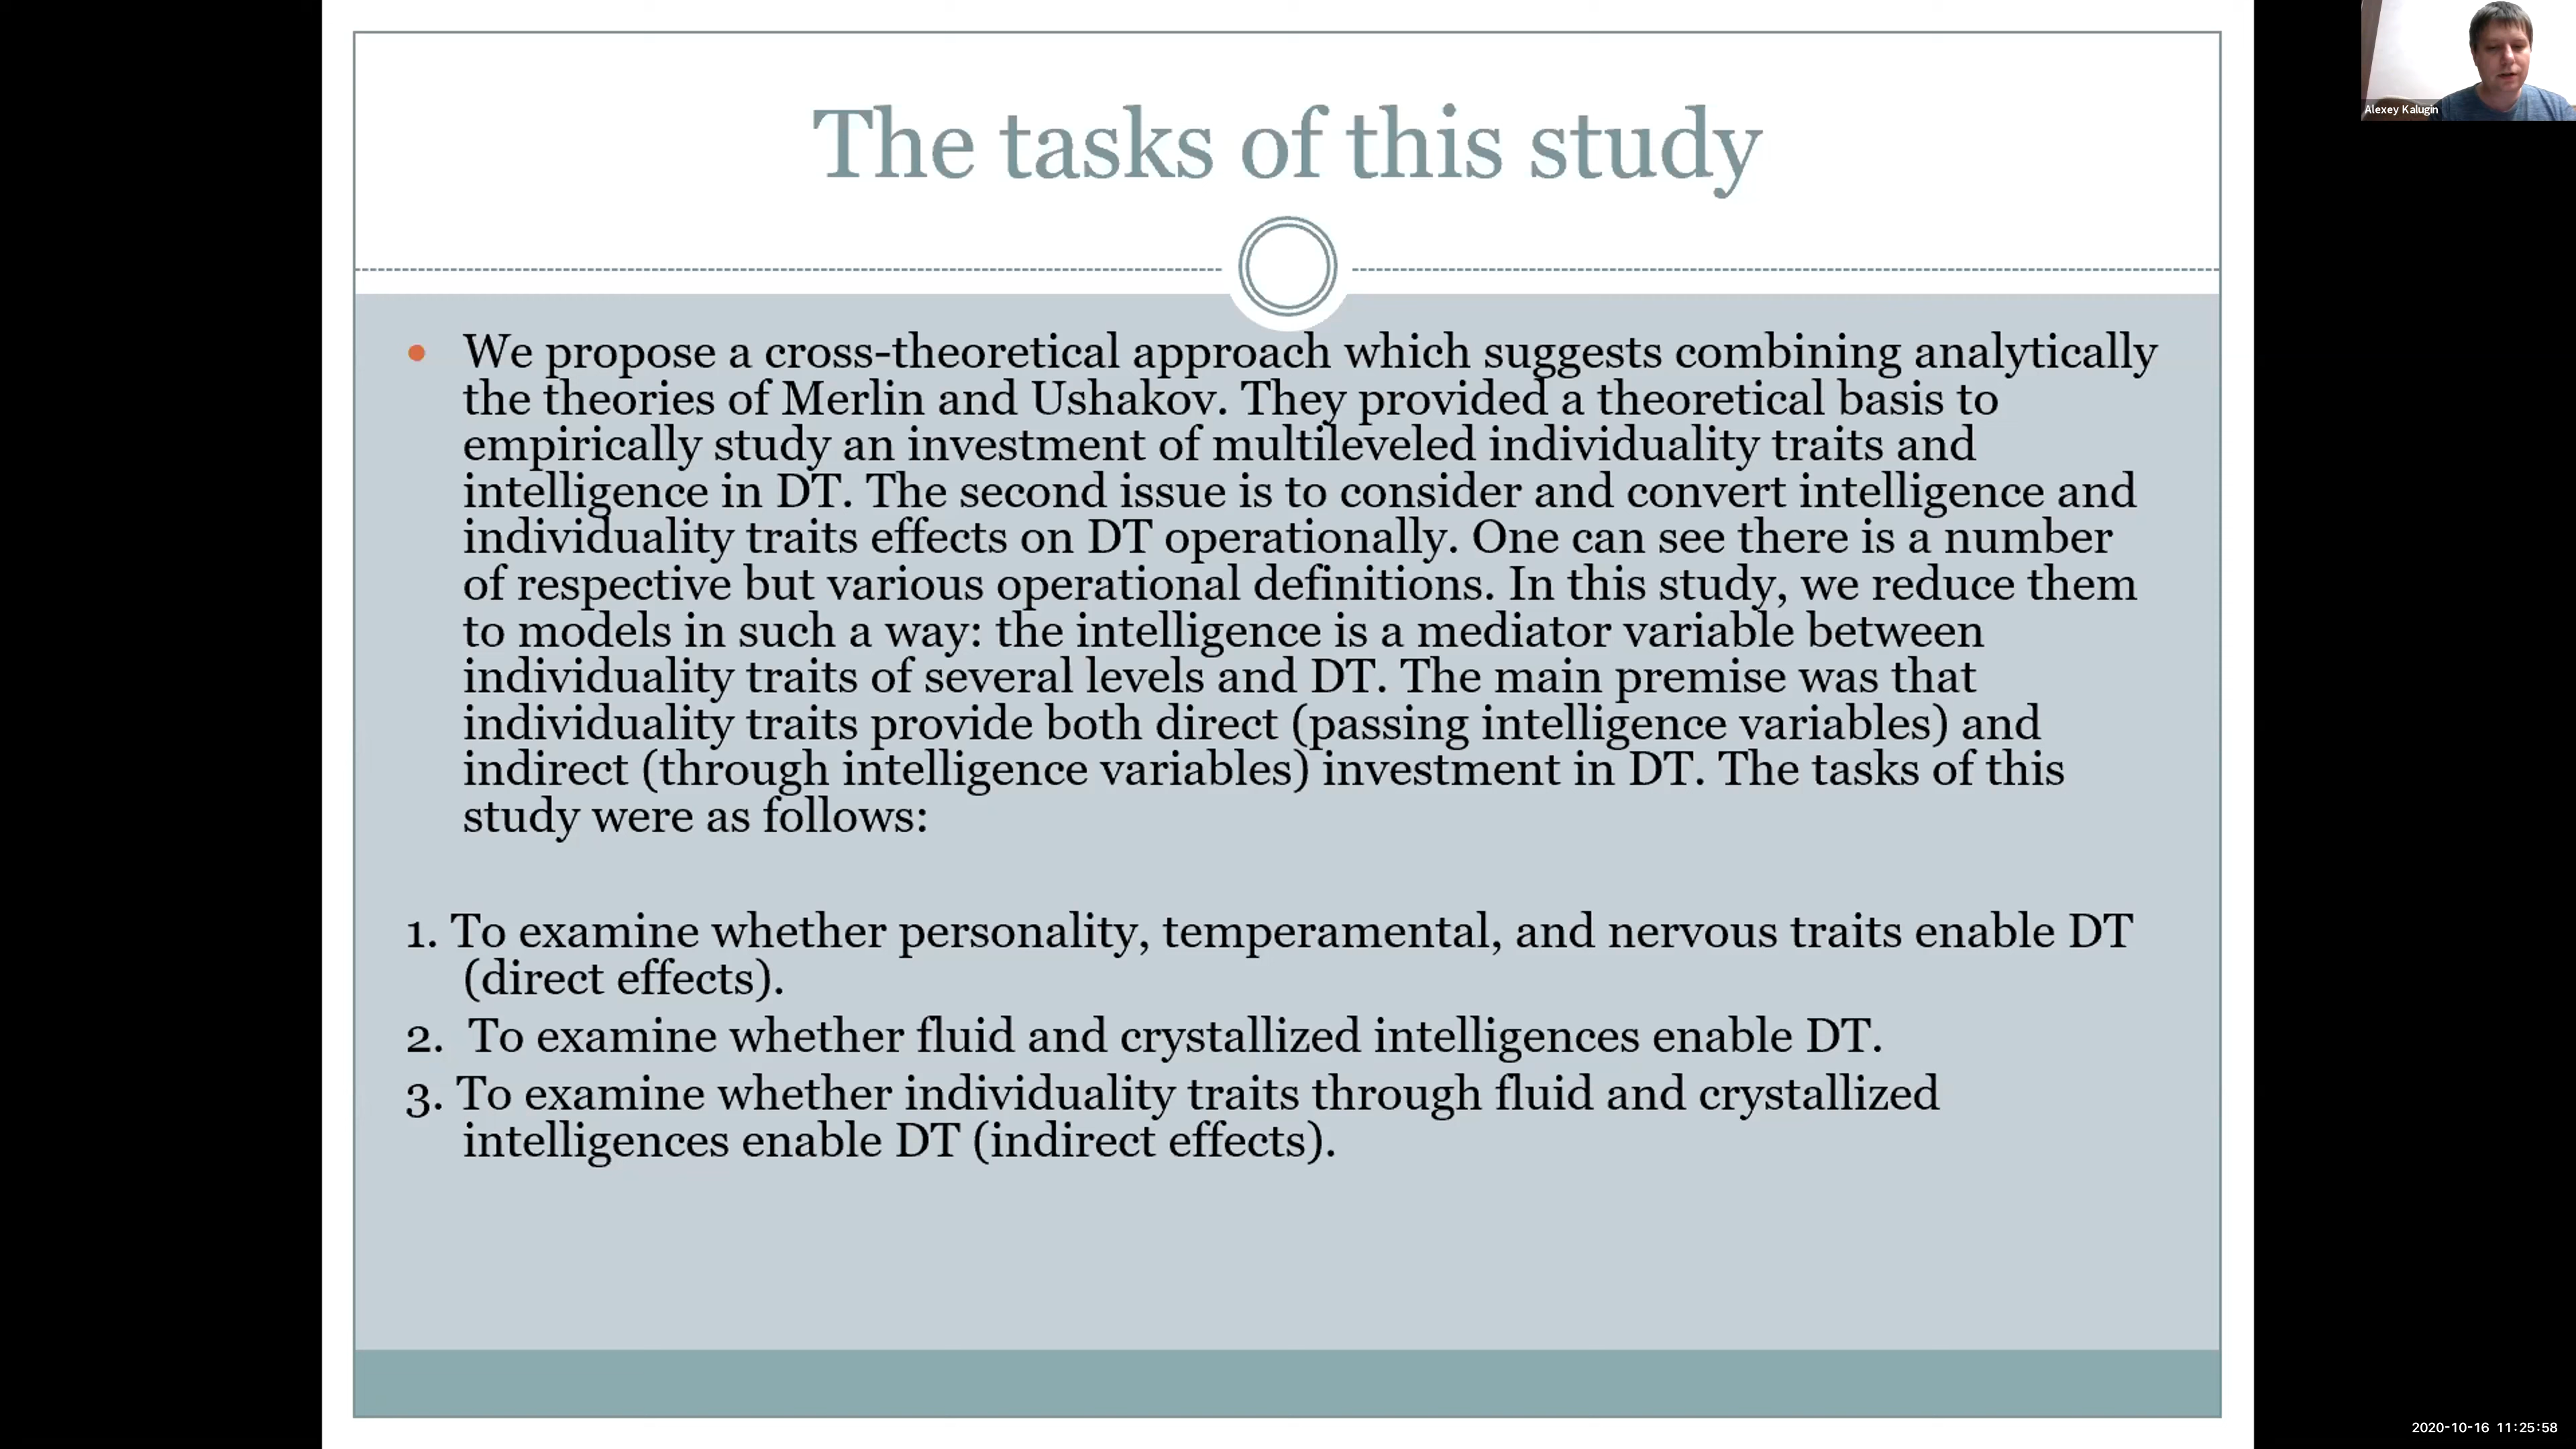 The tasks of this study
Alexey Kalugin
• We propose a cross-theoretical approach which suggests combining analytically
the theories of Merlin and Ushakov. They provided a theoretical basis to
empirically study an investment of multileveled individuality traits and
intelligence in DT. The second issue is to consider and convert intelligence and
individuality traits effects on DT operationally. One can see there is a number
of respective but various operational definitions. In this study, we reduce them
to models in such a way: the intelligence is a mediator variable between
individuality traits of several levels and DT. The main premise was that
individuality traits provide both direct (passing intelligence variables) and
indirect (through intelligence variables) investment in DT. The tasks of this
study were as follows:
1. To examine whether personality, temperamental, and nervous traits enable DT
(direct effects).
2. To examine whether fluid and crystallized intelligences enable DT.
3. To examine whether individuality traits through fluid and crystallized
intelligences enable DT (indirect effects).
2020-10-16 11:25:58